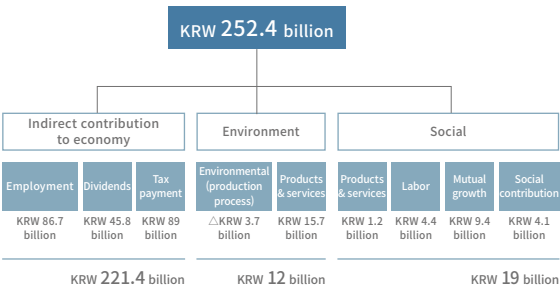 KRW 252.4 billion
Indirect contribution
to economy
Environment
Social
Employment
Dividends
Tax
payment
Environmental
(production
process)
Products
& services
Products
& services
Labor
Mutual
growth
Social
contribution
KRW 86.7
billion
KRW 45.8
billion
KRW 89
billion
△KRW 3.7
billion
KRW 15.7
billion
KRW 1.2
billion
KRW 4.4
billion
KRW 9.4
billion
KRW 4.1
billion
KRW 221.4 billion
KRW 12 billion
KRW 19 billion